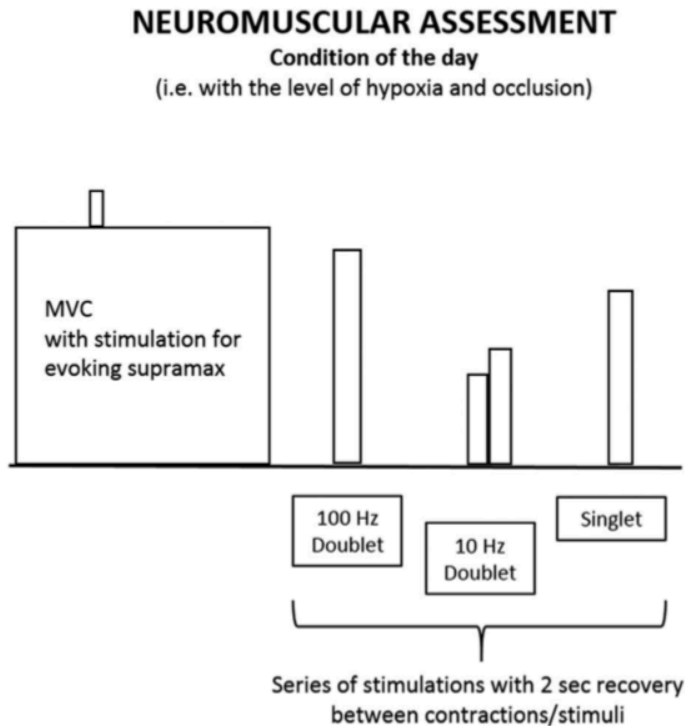 NEUROMUSCULAR ASSESSMENT
Condition of the day
(i.e. with the level of hypoxia and occlusion)
MVC
with stimulation for
evoking supramax
100 Hz
Doublet
10 Hz
Doublet
Singlet
Series of stimulations with 2 sec recovery
between contractions/stimuli